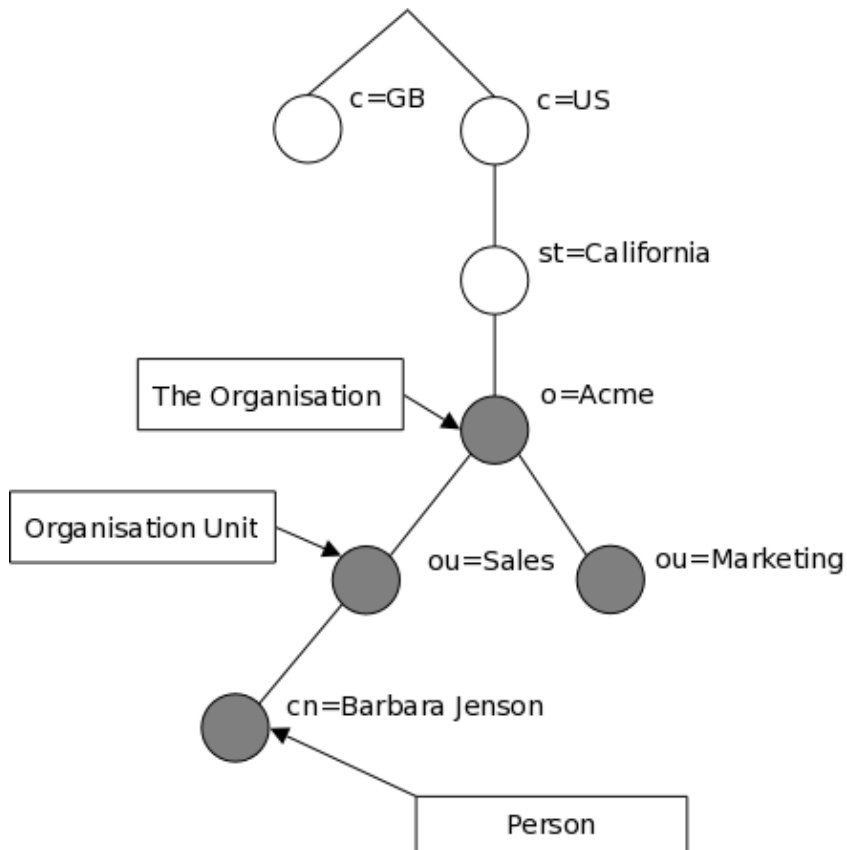 c=GB
c=US
st=California
The Organisation
o=Acme
Organisation Unit
ou=Sales
ou=Marketing
cn=Barbara Jenson
Person